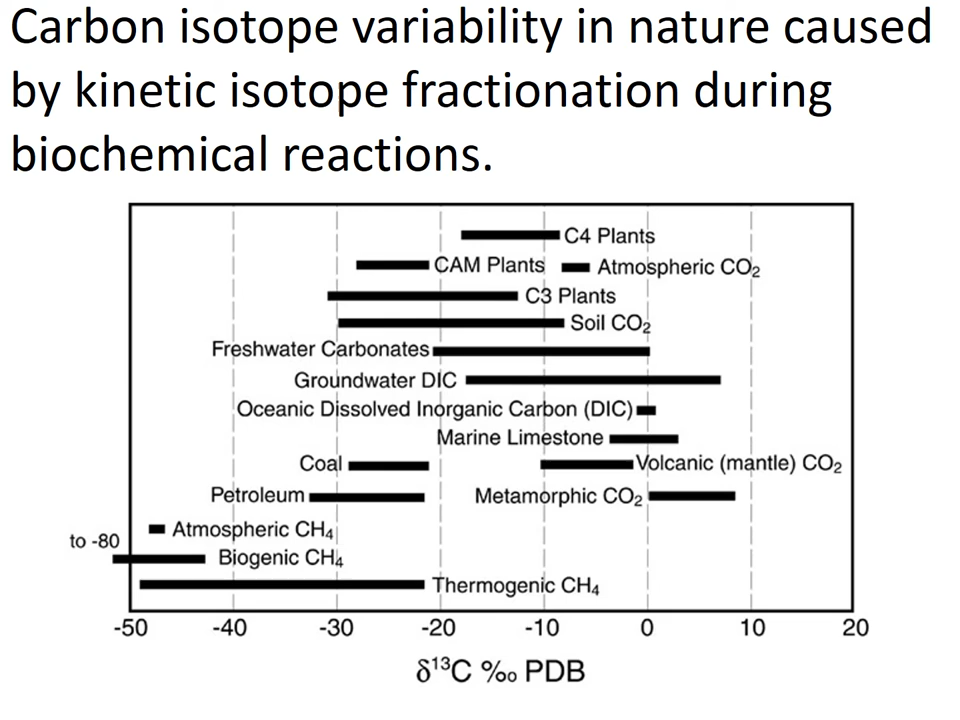 Carbon isotope variability in nature caused
by kinetic isotope fractionation during
biochemical reactions.
C4 Plants
CAM Plants
Atmospheric CO₂
C3 Plants
Soil CO₂
Freshwater Carbonates
Groundwater DIC
Oceanic Dissolved Inorganic Carbon (DIC)
Marine Limestone
Coal
Volcanic (mantle) CO₂
Petroleum
Metamorphic CO₂
Atmospheric CH₄
to -80
Biogenic CH₄
Thermogenic CH₄
-50 -40 -30 -20 -10 0 10 20
δ¹³C ‰ PDB